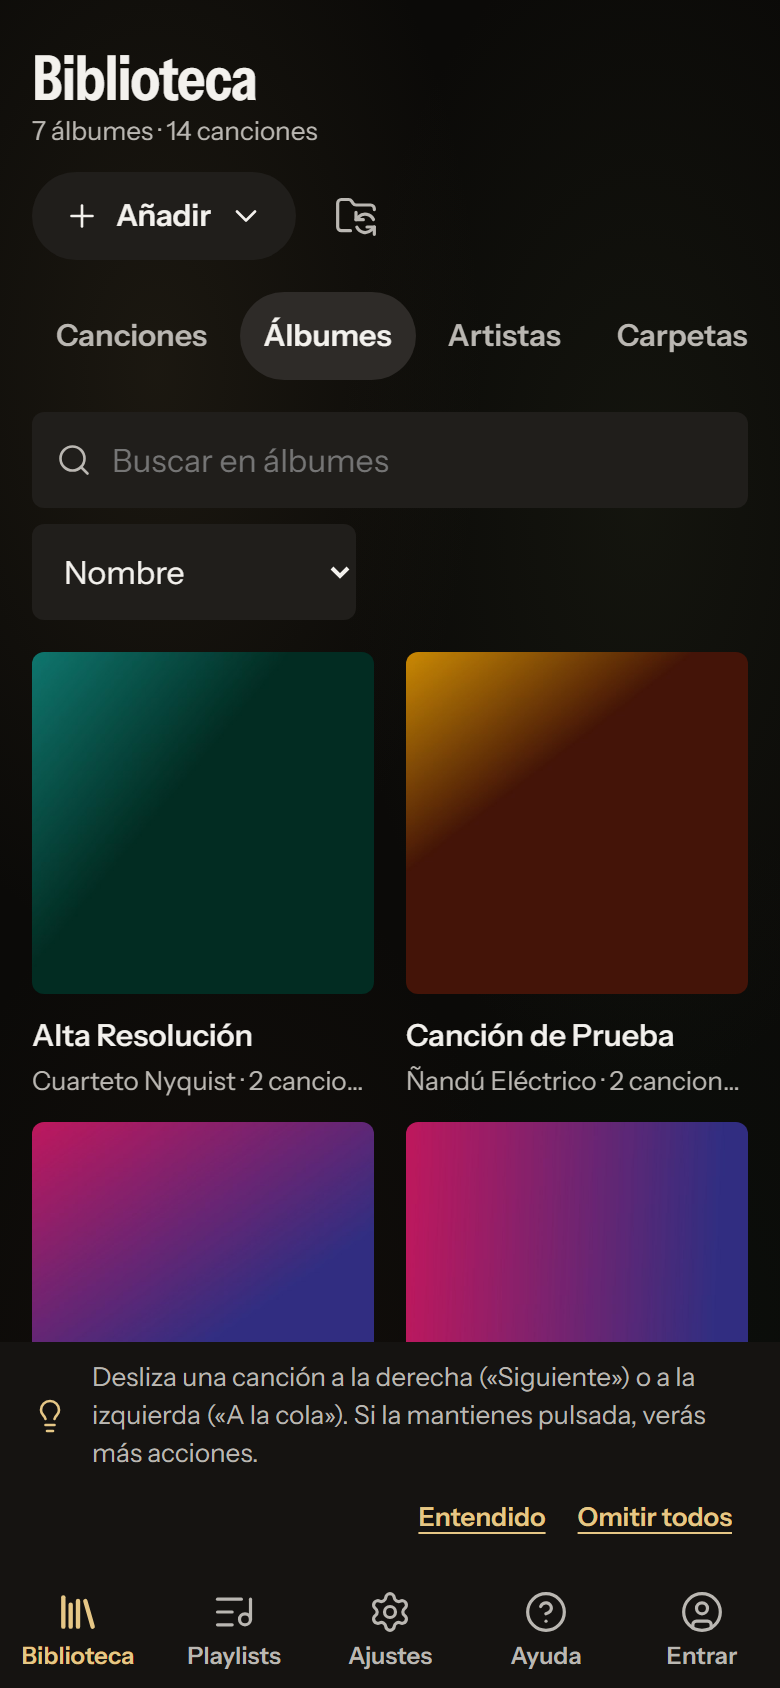 Biblioteca
7 álbumes · 14 canciones
Añadir
Canciones
Álbumes
Artistas
Carpetas
Buscar en álbumes
Nombre
Alta Resolución
Cuarteto Nyquist · 2 cancio...
Canción de Prueba
Ñandú Eléctrico · 2 cancion...
Desliza una canción a la derecha («Siguiente») o a la
izquierda («A la cola»). Si la mantienes pulsada, verás
más acciones.
Entendido
Omitir todos
Biblioteca
Playlists
Ajustes
Ayuda
Entrar